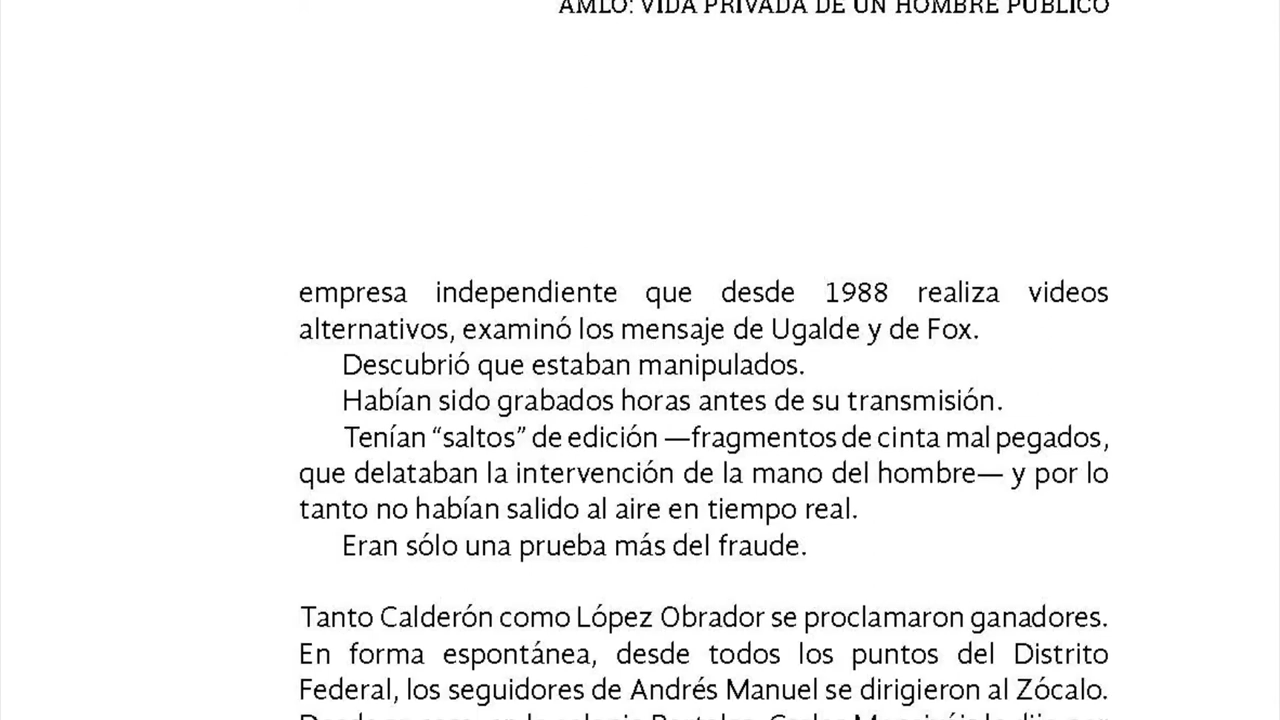 AMLO: VIDA PRIVADA DE UN HOMBRE PÚBLICO
empresa independiente que desde 1988 realiza videos
alternativos, examinó los mensaje de Ugalde y de Fox.
Descubrió que estaban manipulados.
Habían sido grabados horas antes de su transmisión.
Tenían “saltos” de edición —fragmentos de cinta mal pegados,
que delataban la intervención de la mano del hombre— y por lo
tanto no habían salido al aire en tiempo real.
Eran sólo una prueba más del fraude.
Tanto Calderón como López Obrador se proclamaron ganadores.
En forma espontánea, desde todos los puntos del Distrito
Federal, los seguidores de Andrés Manuel se dirigieron al Zócalo.